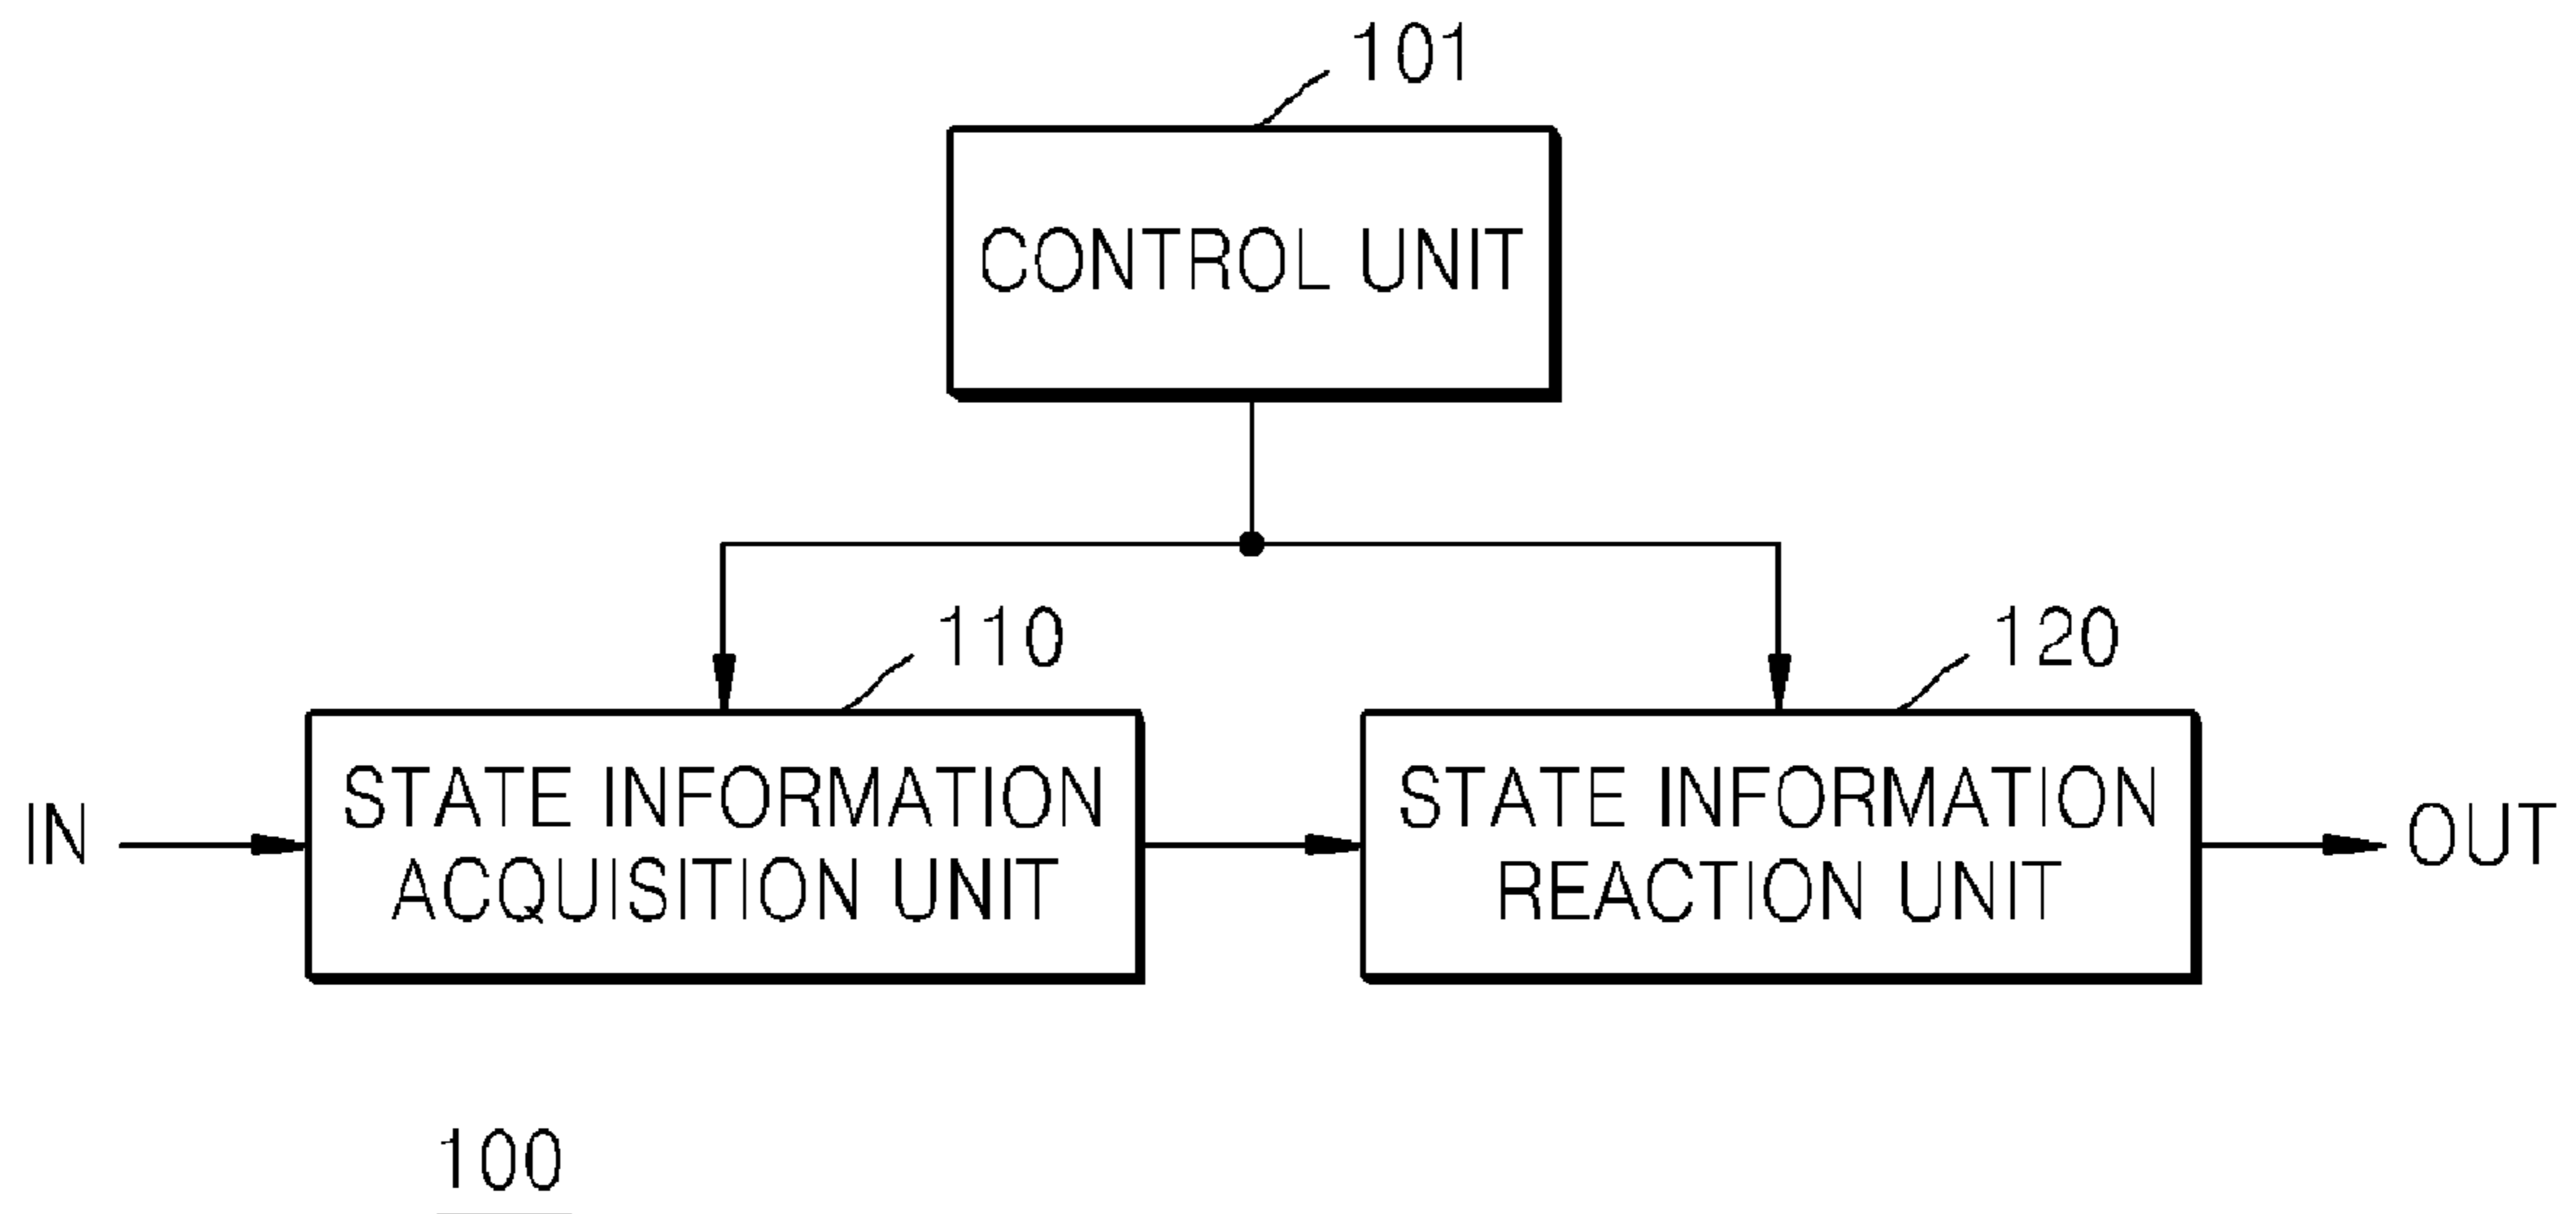 101
CONTROL UNIT
110
120
IN
STATE INFORMATION
ACQUISITION UNIT
STATE INFORMATION
REACTION UNIT
OUT
100